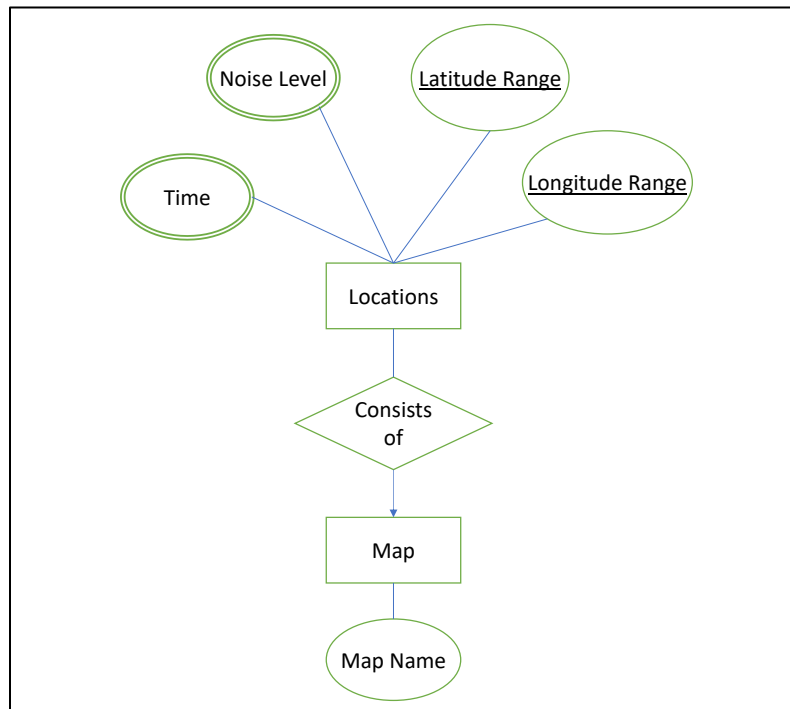 Noise Level
Latitude Range
Time
Longitude Range
Locations
Consists
of
Map
Map Name